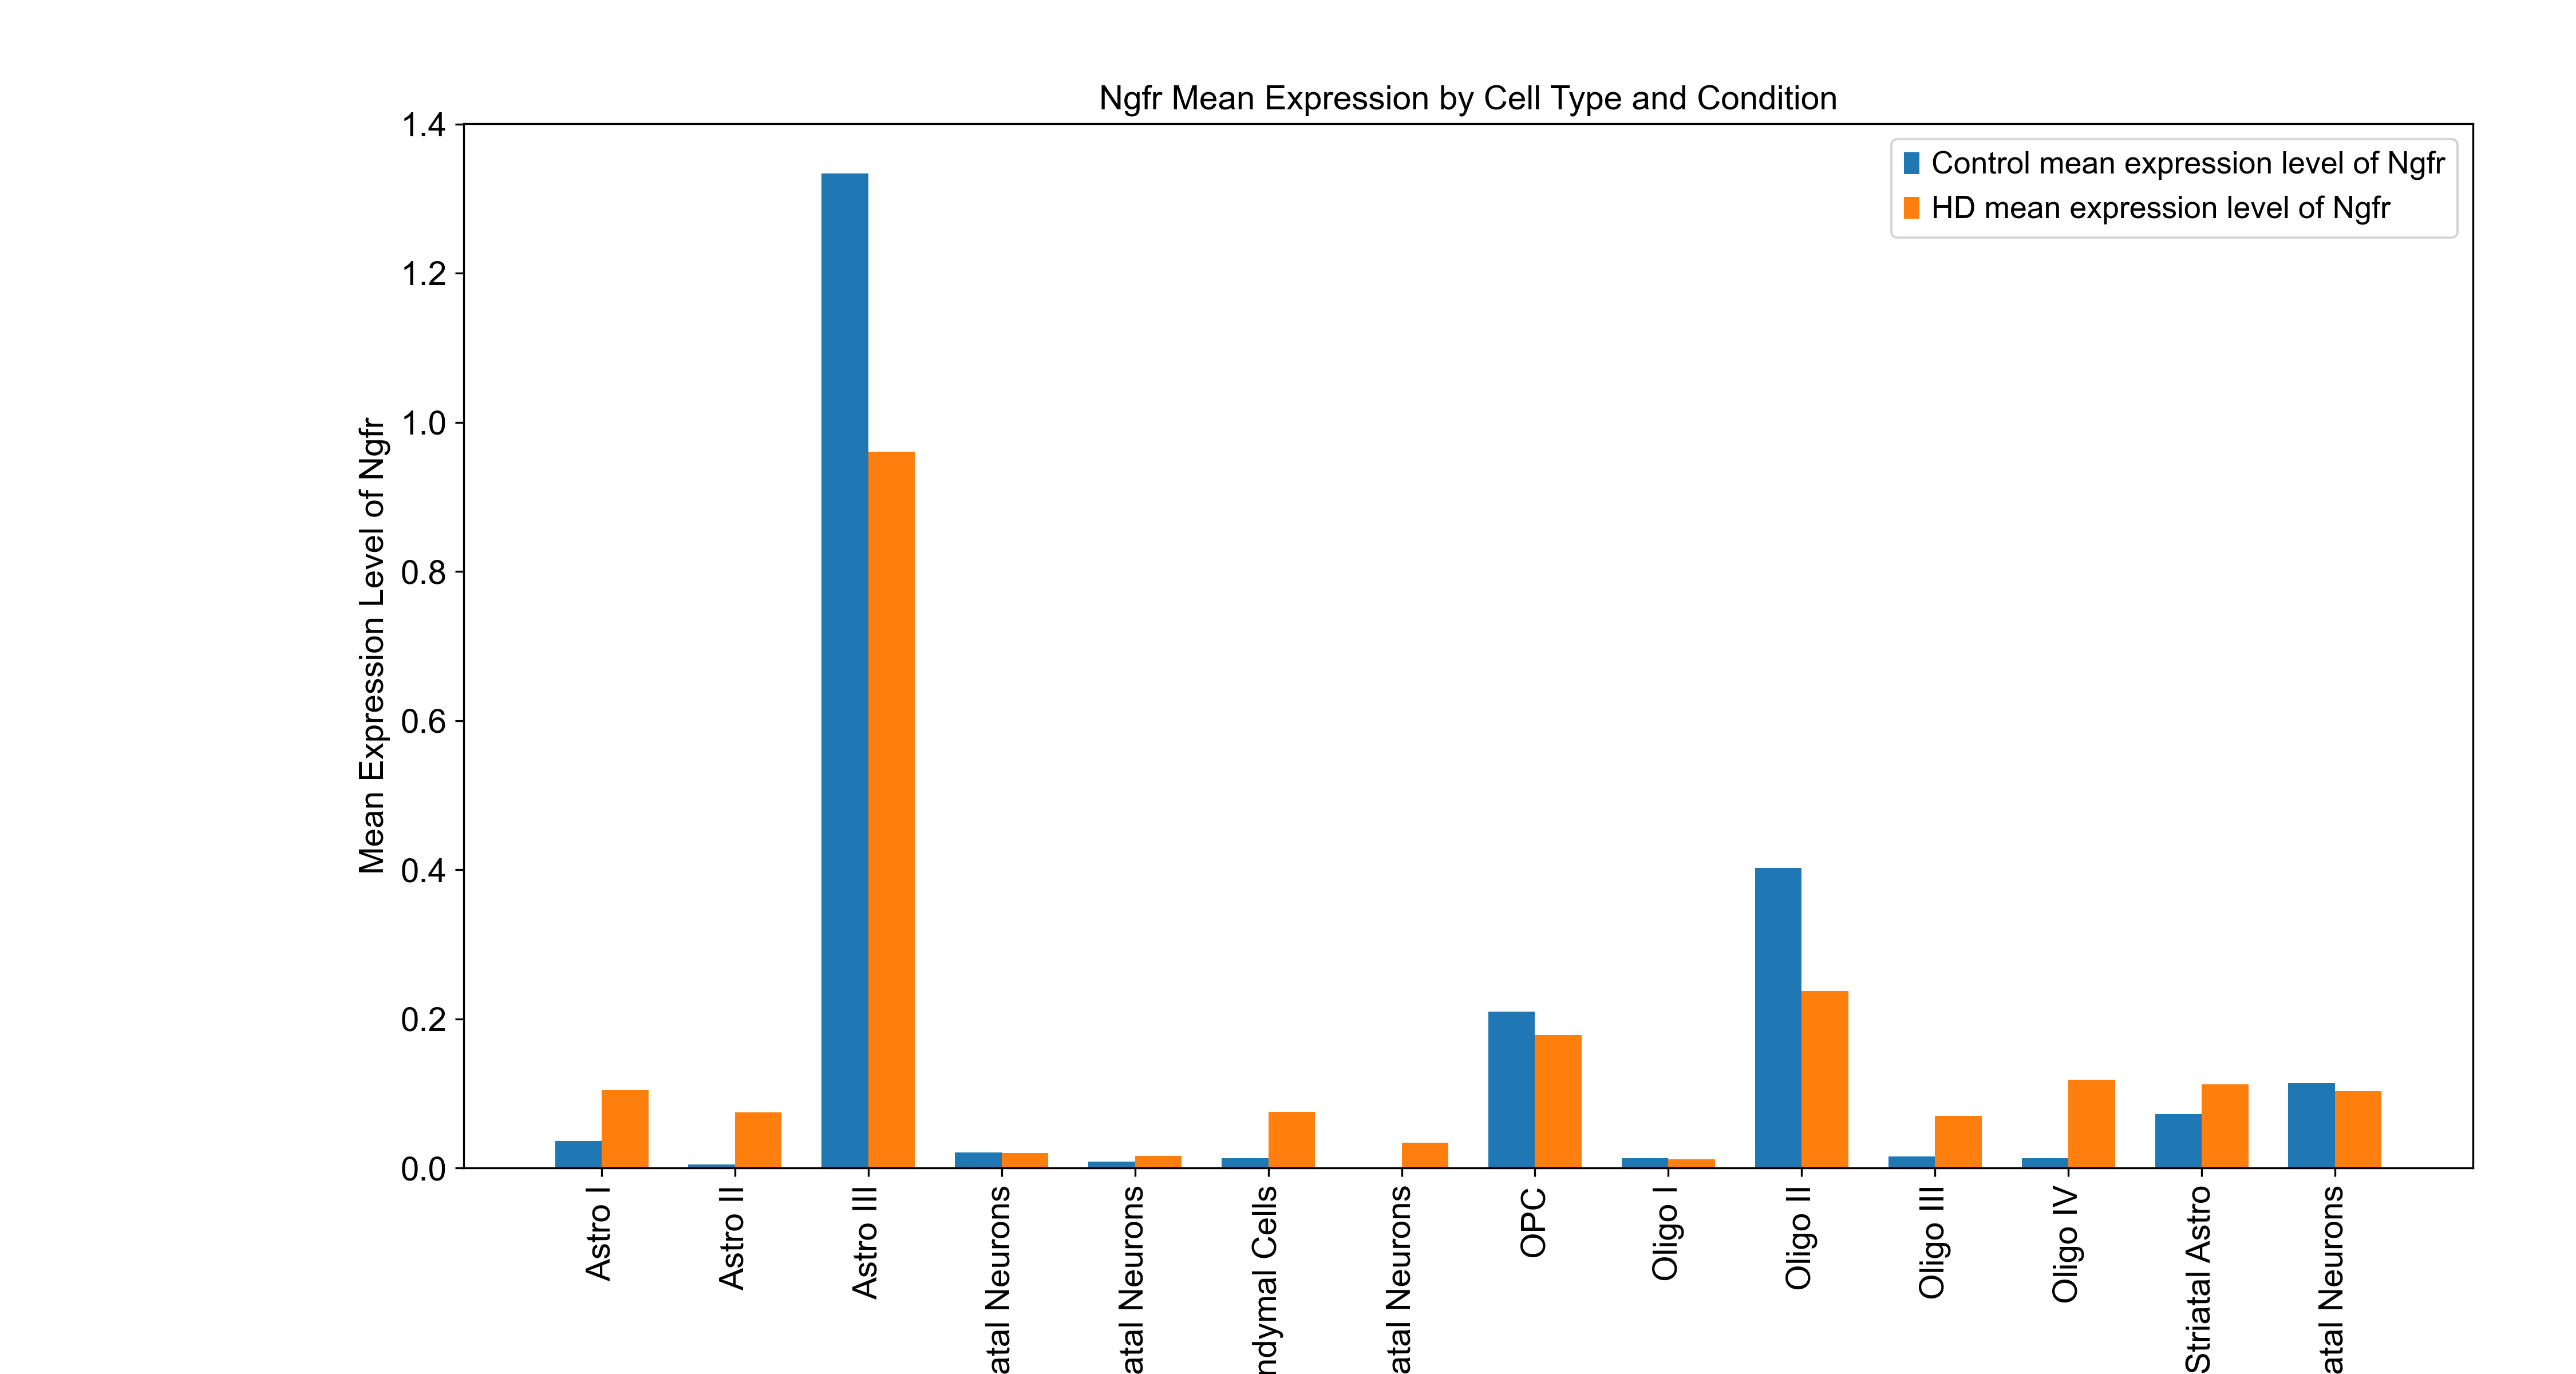 Ngfr Mean Expression by Cell Type and Condition
Control mean expression level of Ngfr
HD mean expression level of Ngfr
Mean Expression Level of Ngfr
1.4
1.2
1.0
0.8
0.6
0.4
0.2
0.0
Astro I
Astro II
Astro III
atal Neurons
atal Neurons
ndymal Cells
atal Neurons
OPC
Oligo I
Oligo II
Oligo III
Oligo IV
Striatal Astro
atal Neurons